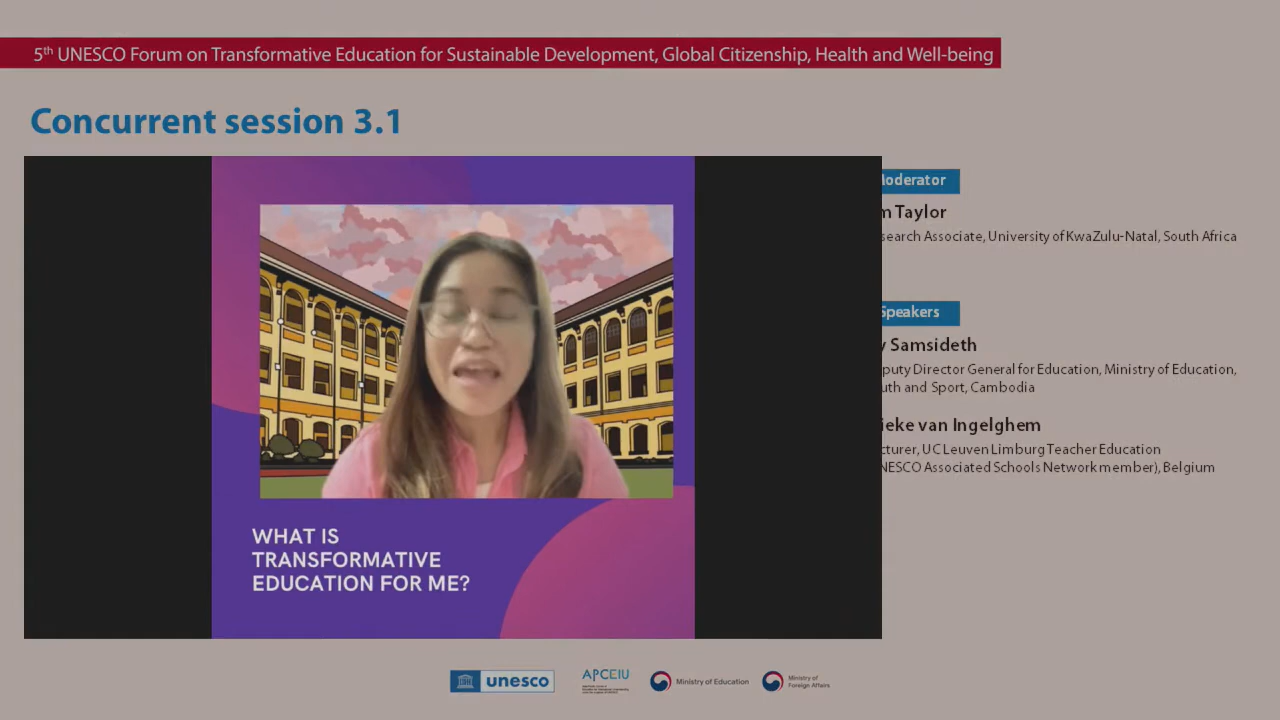 5th UNESCO Forum on Transformative Education for Sustainable Development, Global Citizenship, Health and Well-being
Concurrent session 3.1
oderator
m Taylor
search Associate, University of KwaZulu-Natal, South Africa
Speakers
y Samsideth
puty Director General for Education, Ministry of Education,
uth and Sport, Cambodia
ieke van Ingelghem
cturer, UC Leuven Limburg Teacher Education
NESCO Associated Schools Network member), Belgium
WHAT IS
TRANSFORMATIVE
EDUCATION FOR ME?
unesco
APCEIU
Ministry of Education
Ministry of
Foreign Affairs